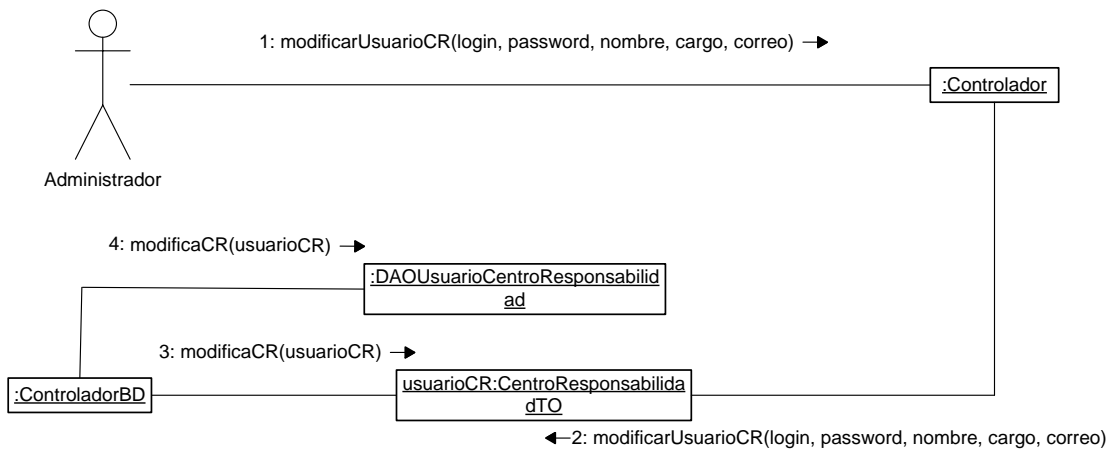 1: modificarUsuarioCR(login, password, nombre, cargo, correo)
:Controlador
Administrador
4: modificaCR(usuarioCR)
:DAOUsuarioCentroResponsabilid
ad
3: modificaCR(usuarioCR)
:ControladorBD
usuarioCR:CentroResponsabilida
dTO
2: modificarUsuarioCR(login, password, nombre, cargo, correo)